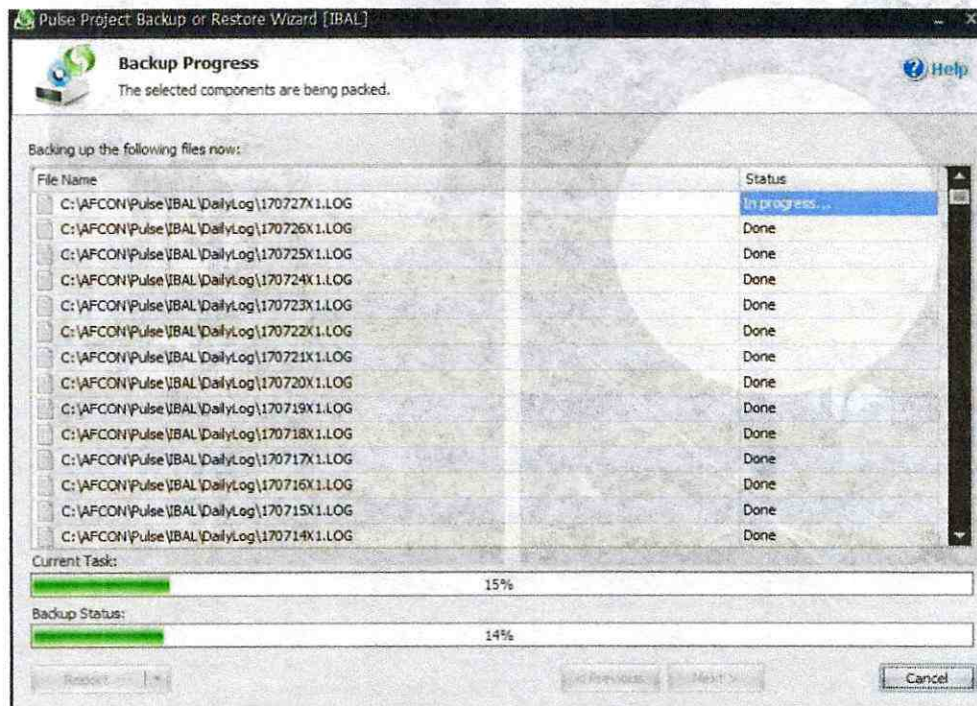 Pulse Project Backup or Restore Wizard [IBAL]
Backup Progress
Help
The selected components are being packed.
Backing up the following files now:
File Name Status
C:\AFCON\Pulse\IBAL\DailyLog\170727X1.LOG In progress...
C:\AFCON\Pulse\IBAL\DailyLog\170726X1.LOG Done
C:\AFCON\Pulse\IBAL\DailyLog\170725X1.LOG Done
C:\AFCON\Pulse\IBAL\DailyLog\170724X1.LOG Done
C:\AFCON\Pulse\IBAL\DailyLog\170723X1.LOG Done
C:\AFCON\Pulse\IBAL\DailyLog\170722X1.LOG Done
C:\AFCON\Pulse\IBAL\DailyLog\170721X1.LOG Done
C:\AFCON\Pulse\IBAL\DailyLog\170720X1.LOG Done
C:\AFCON\Pulse\IBAL\DailyLog\170719X1.LOG Done
C:\AFCON\Pulse\IBAL\DailyLog\170718X1.LOG Done
C:\AFCON\Pulse\IBAL\DailyLog\170717X1.LOG Done
C:\AFCON\Pulse\IBAL\DailyLog\170716X1.LOG Done
C:\AFCON\Pulse\IBAL\DailyLog\170715X1.LOG Done
C:\AFCON\Pulse\IBAL\DailyLog\170714X1.LOG Done
Current Task:
15%
Backup Status:
14%
Report < Previous Next > Cancel